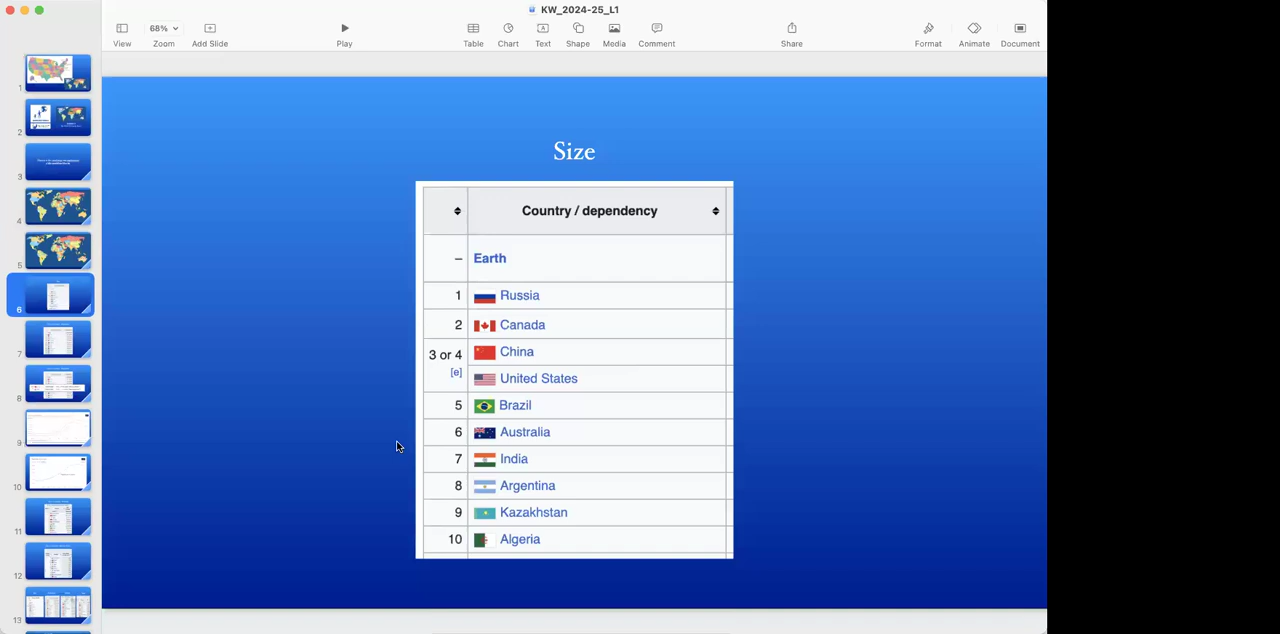 KW_2024-25_L1
68%
View Zoom Add Slide Play Table Chart Text Shape Media Comment Share Format Animate Document
Size
Country / dependency
– Earth
1 Russia
2 Canada
3 or 4 China
[e] United States
5 Brazil
6 Australia
7 India
8 Argentina
9 Kazakhstan
10 Algeria
1
2
3
4
5
6
7
8
9
10
11
12
13